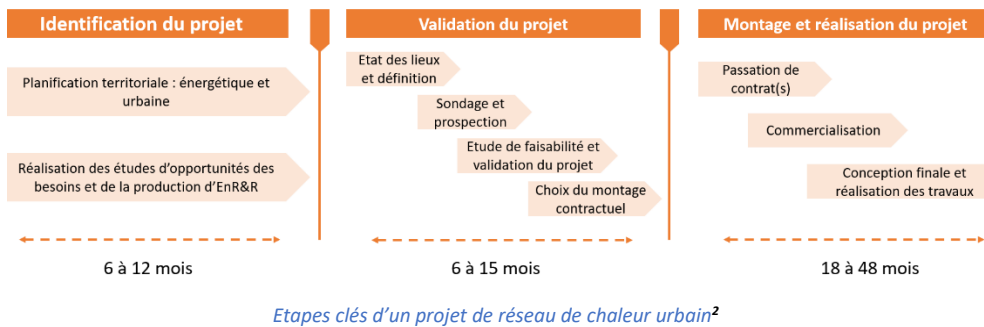 Identification du projet
Planification territoriale : énergétique et
urbaine
Réalisation des études d'opportunités des
besoins et de la production d'EnR&R
6 à 12 mois
Validation du projet
Etat des lieux
et définition
Sondage et
prospection
Etude de faisabilité et
validation du projet
Choix du montage
contractuel
6 à 15 mois
Montage et réalisation du projet
Passation de
contrat(s)
Commercialisation
Conception finale et
réalisation des travaux
18 à 48 mois
Etapes clés d'un projet de réseau de chaleur urbain²